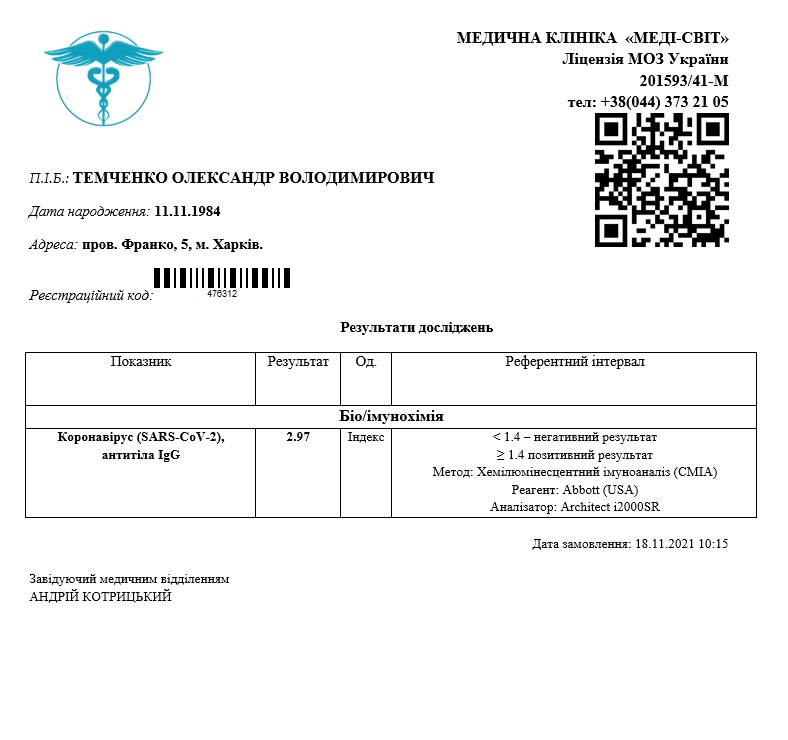 МЕДИЧНА КЛІНІКА «МЕДІ-СВІТ»
Ліцензія МОЗ України
201593/41-М
тел: +38(044) 373 21 05
П.І.Б.: ТЕМЧЕНКО ОЛЕКСАНДР ВОЛОДИМИРОВИЧ
Дата народження: 11.11.1984
Адреса: пров. Франко, 5, м. Харків.
Реєстраційний код:
476312
Результати досліджень
Показник Результат Од. Референтний інтервал
Біо/імунохімія
Коронавірус (SARS-CoV-2), 2.97 Індекс < 1.4 – негативний результат
антитіла IgG ≥ 1.4 позитивний результат
Метод: Хемілюмінесцентний імуноаналіз (CMIA)
Реагент: Abbott (USA)
Аналізатор: Architect i2000SR
Дата замовлення: 18.11.2021 10:15
Завідуючий медичним відділенням
АНДРІЙ КОТРИЦЬКИЙ